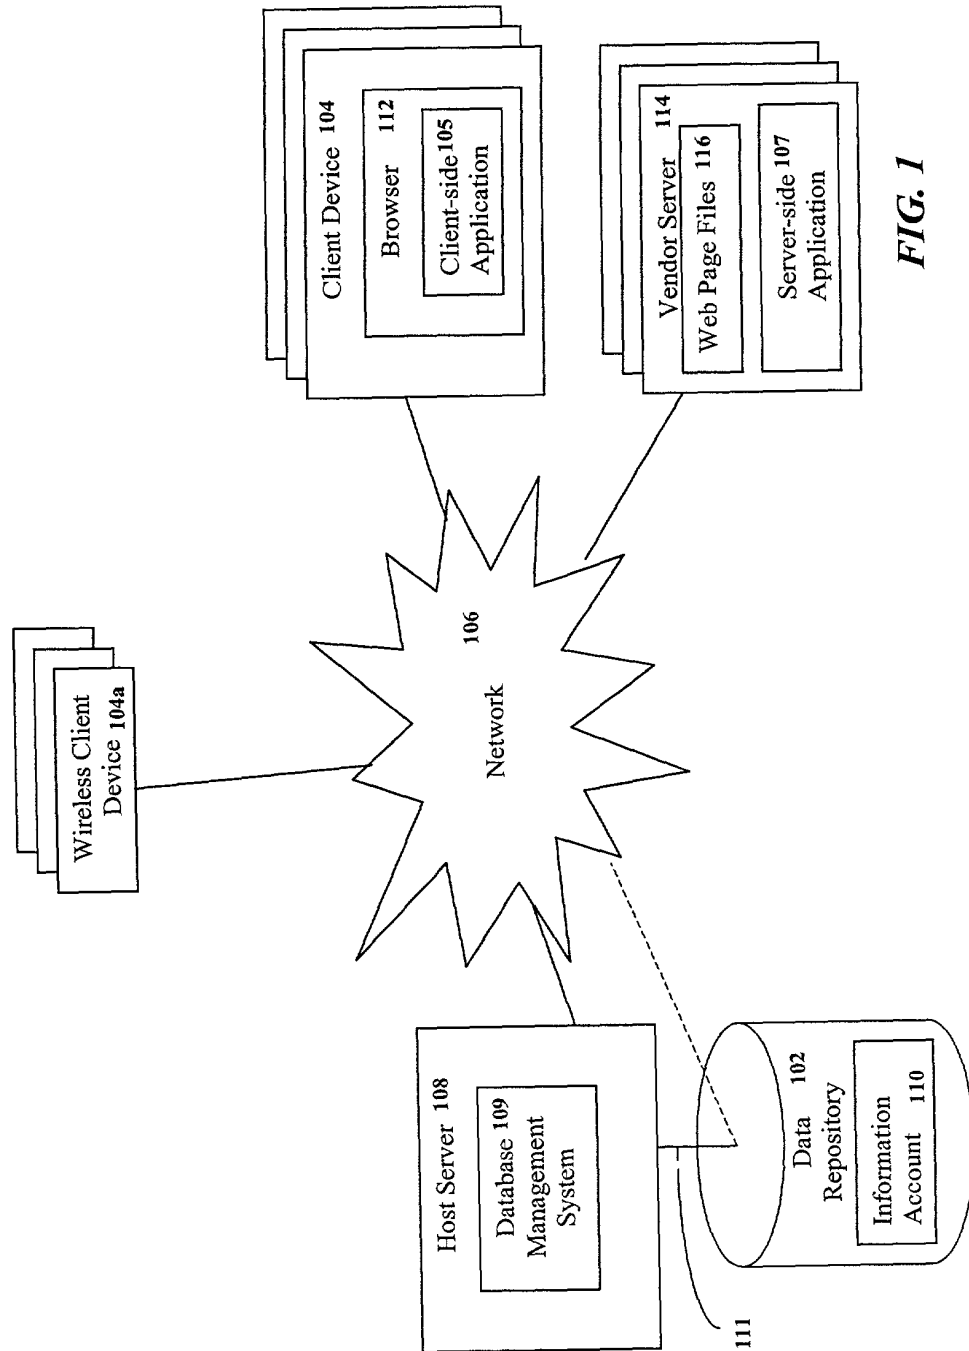 Wireless Client
Device 104a
Client Device 104
Browser 112
Client-side 105
Application
Host Server 108
Database 109
Management
System
106
Network
Vendor Server 114
Web Page Files 116
Server-side 107
Application
111
Data 102
Repository
Information
Account 110
FIG. 1